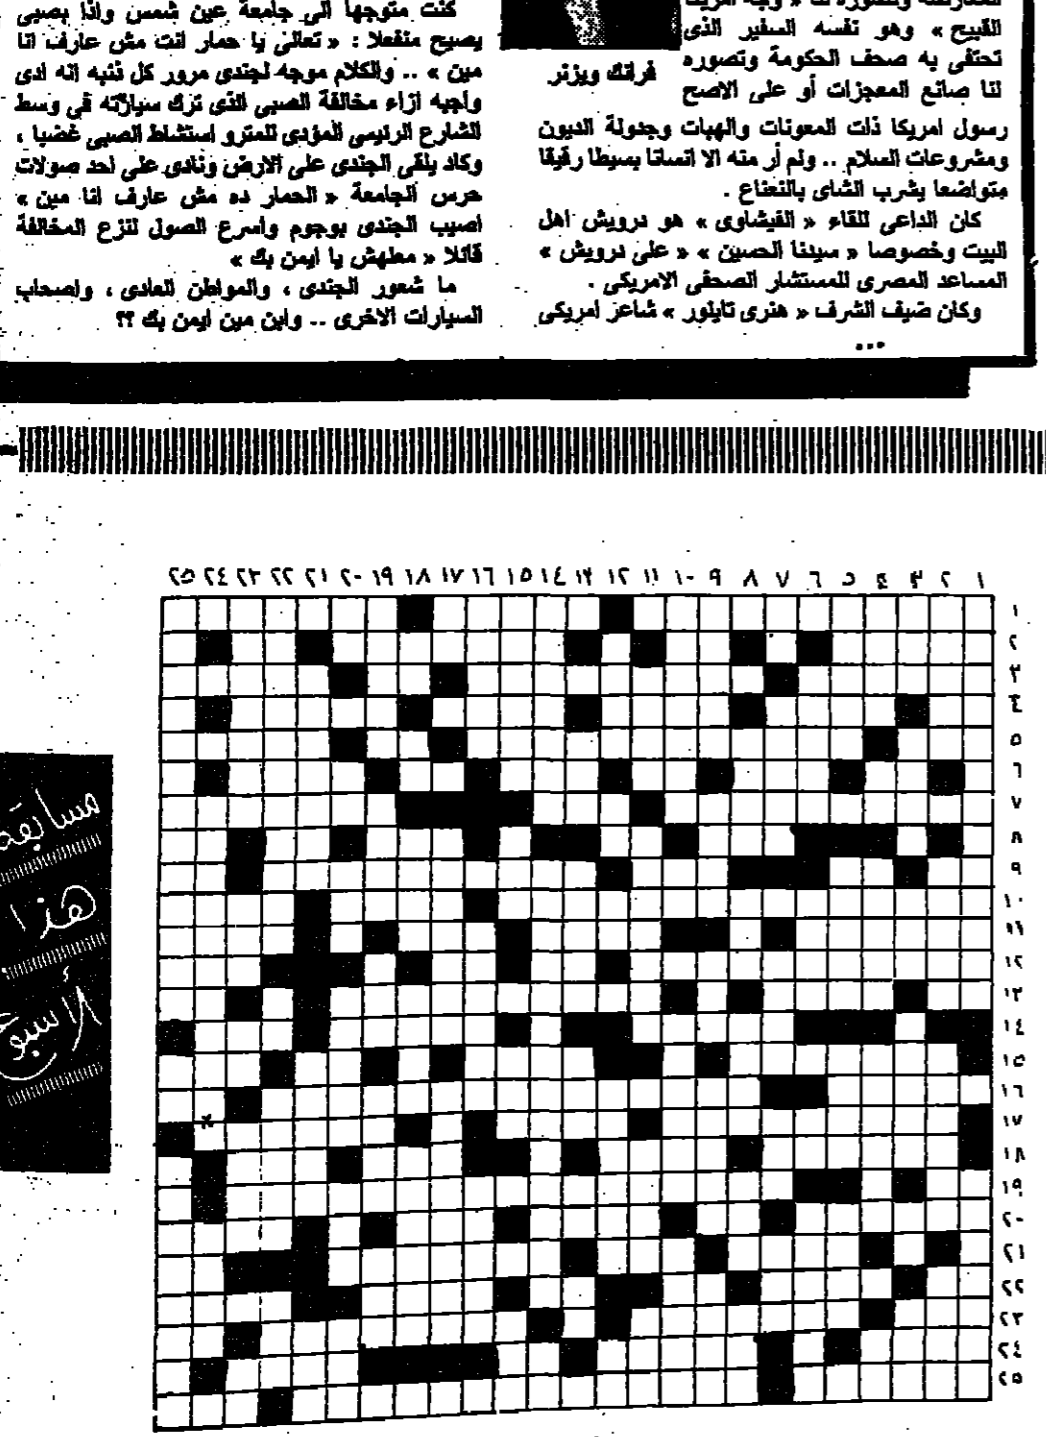 القبيح » وهو نفسه السفير الذى
تحتفى به صحف الحكومة وتصوره
لنا صانع المعجزات أو على الاصح
رسول امريكا ذات المعونات والهبات وجدولة الديون
ومشروعات السلام .. ولم أر منه الا انسانا بسيطا رقيقا
متواضعا يشرب الشاى بالنعناع .
كان الداعى للقاء « الفيشاوى » هو درويش اهل
البيت وخصوصا « سيدنا الحسين » « على درويش »
المساعد المصرى للمستشار الصحفى الامريكى .
وكان ضيف الشرف « هنرى تايلور » شاعر امريكى
...
فرانك ويزنر
كنت متوجها الى جامعة عين شمس واذا بصبى
يصيح منفعلا : « تعالى يا حمار انت مش عارف انا
مين » .. والكلام موجه لجندى مرور كل ذنبه انه ادى
واجبه ازاء مخالفة الصبى الذى ترك سيارته في وسط
الشارع الرئيسى المؤدى للمترو استشاط الصبى غضبا ،
وكاد يلقى الجندى على الارض ونادى على احد صولات
حرس الجامعة « الحمار ده مش عارف انا مين »
اصيب الجندى بوجوم واسرع الصول لنزع المخالفة
قائلا « معلهش يا ايمن بك »
ما شعور الجندى ، والمواطن العادى ، واصحاب
السيارات الاخرى .. وابن مين ايمن بك ؟؟
١ ٢ ٣ ٤ ٥ ٦ ٧ ٨ ٩ ١٠ ١١ ١٢ ١٣ ١٤ ١٥ ١٦ ١٧ ١٨ ١٩ ٢٠ ٢١ ٢٢ ٢٣ ٢٤ ٢٥
١
٢
٣
٤
٥
٦
٧
٨
٩
١٠
١١
١٢
١٣
١٤
١٥
١٦
١٧
١٨
١٩
٢٠
٢١
٢٢
٢٣
٢٤
٢٥
مسابقة
هذا
الأسبوع